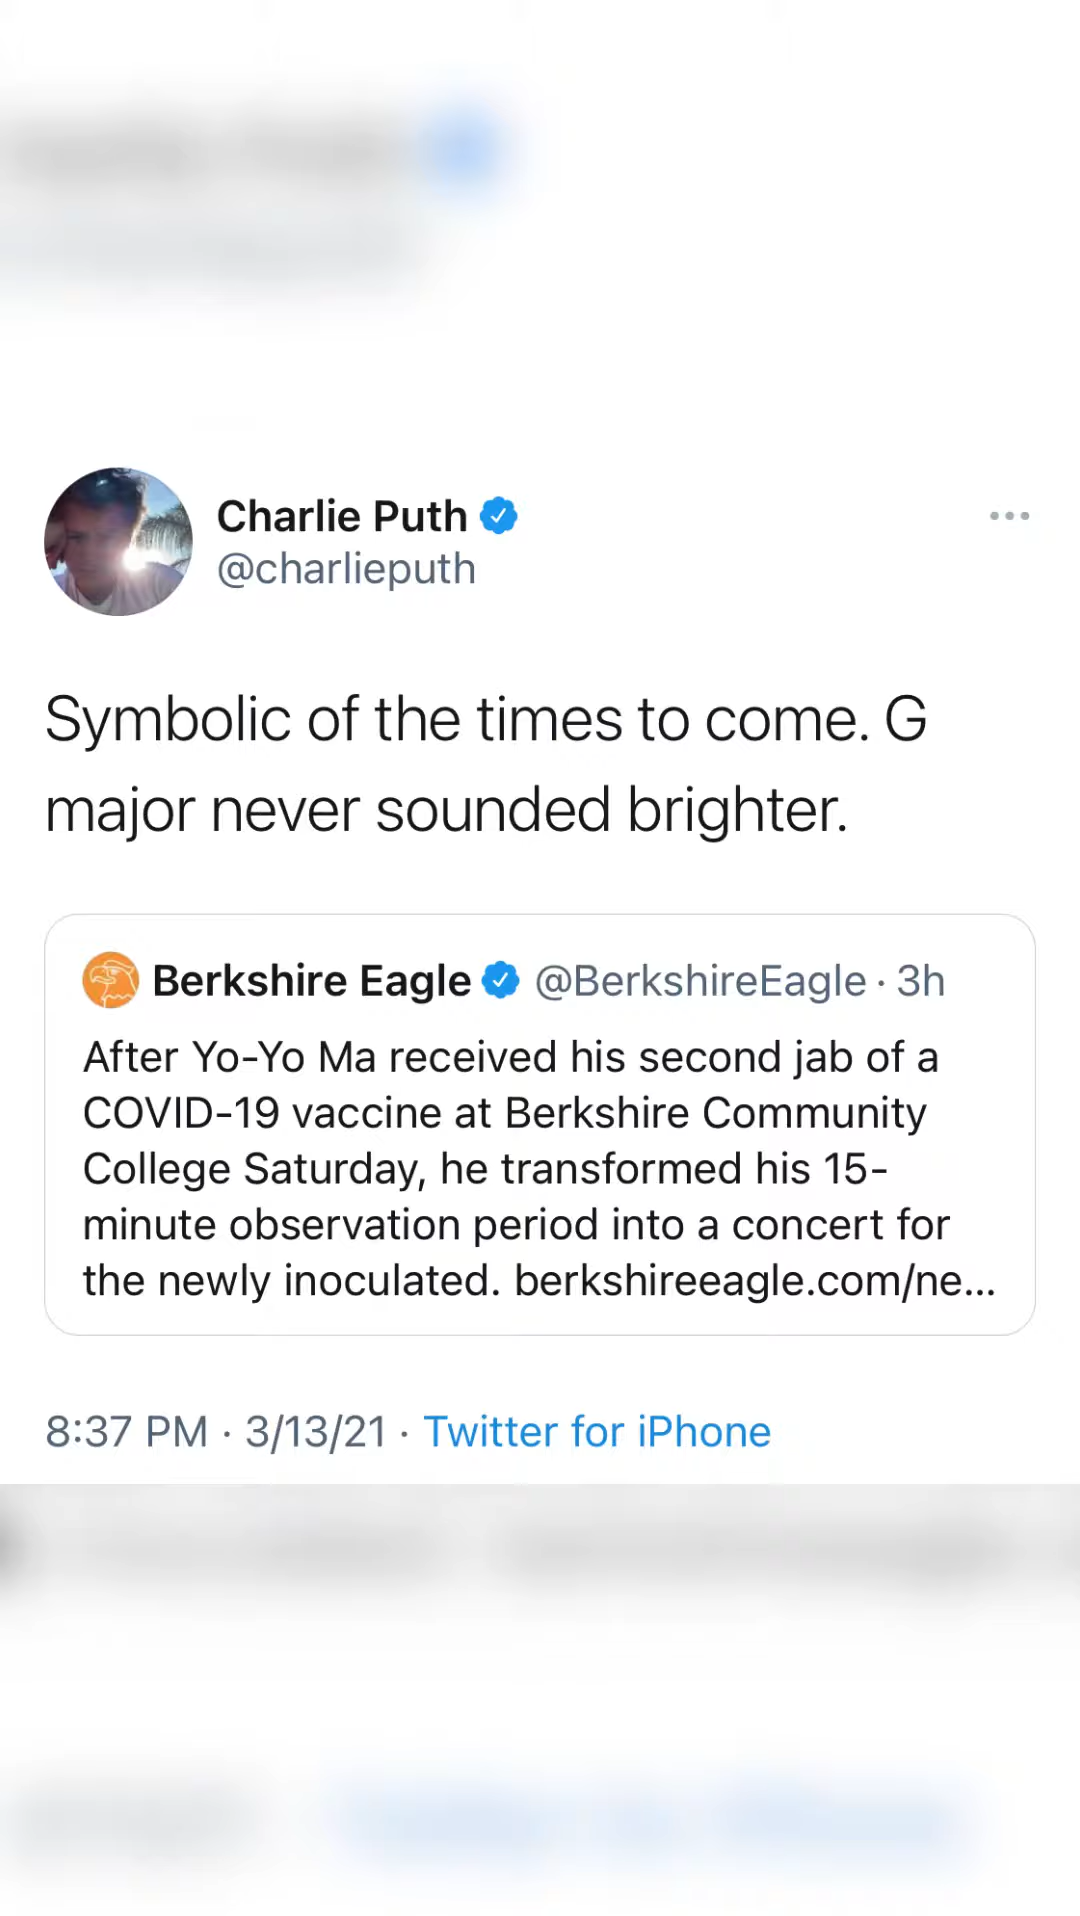 Charlie Puth
@charlieputh
Symbolic of the times to come. G
major never sounded brighter.
Berkshire Eagle @BerkshireEagle · 3h
After Yo-Yo Ma received his second jab of a
COVID-19 vaccine at Berkshire Community
College Saturday, he transformed his 15-
minute observation period into a concert for
the newly inoculated. berkshireeagle.com/ne...
8:37 PM · 3/13/21 · Twitter for iPhone